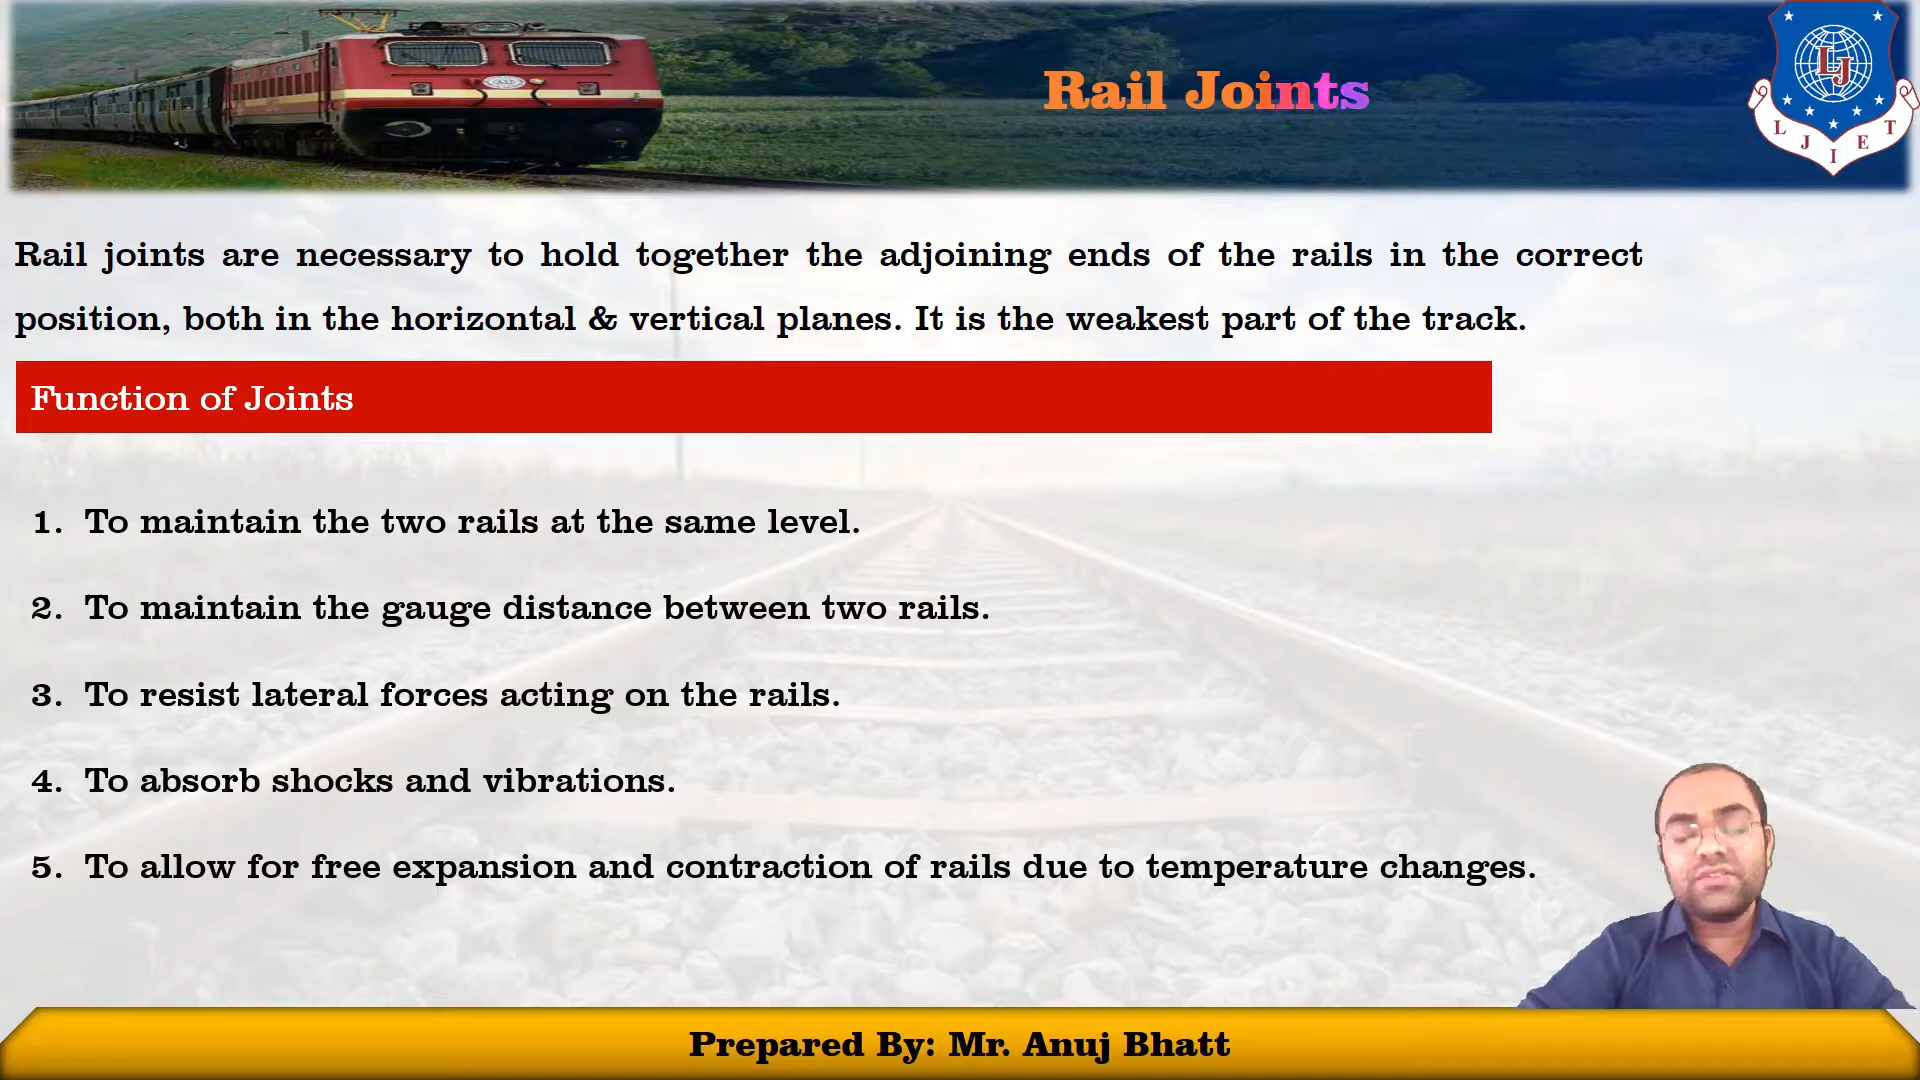 Rail Joints
LJ
L J I E T
Rail joints are necessary to hold together the adjoining ends of the rails in the correct
position, both in the horizontal & vertical planes. It is the weakest part of the track.
Function of Joints
1. To maintain the two rails at the same level.
2. To maintain the gauge distance between two rails.
3. To resist lateral forces acting on the rails.
4. To absorb shocks and vibrations.
5. To allow for free expansion and contraction of rails due to temperature changes.
Prepared By: Mr. Anuj Bhatt